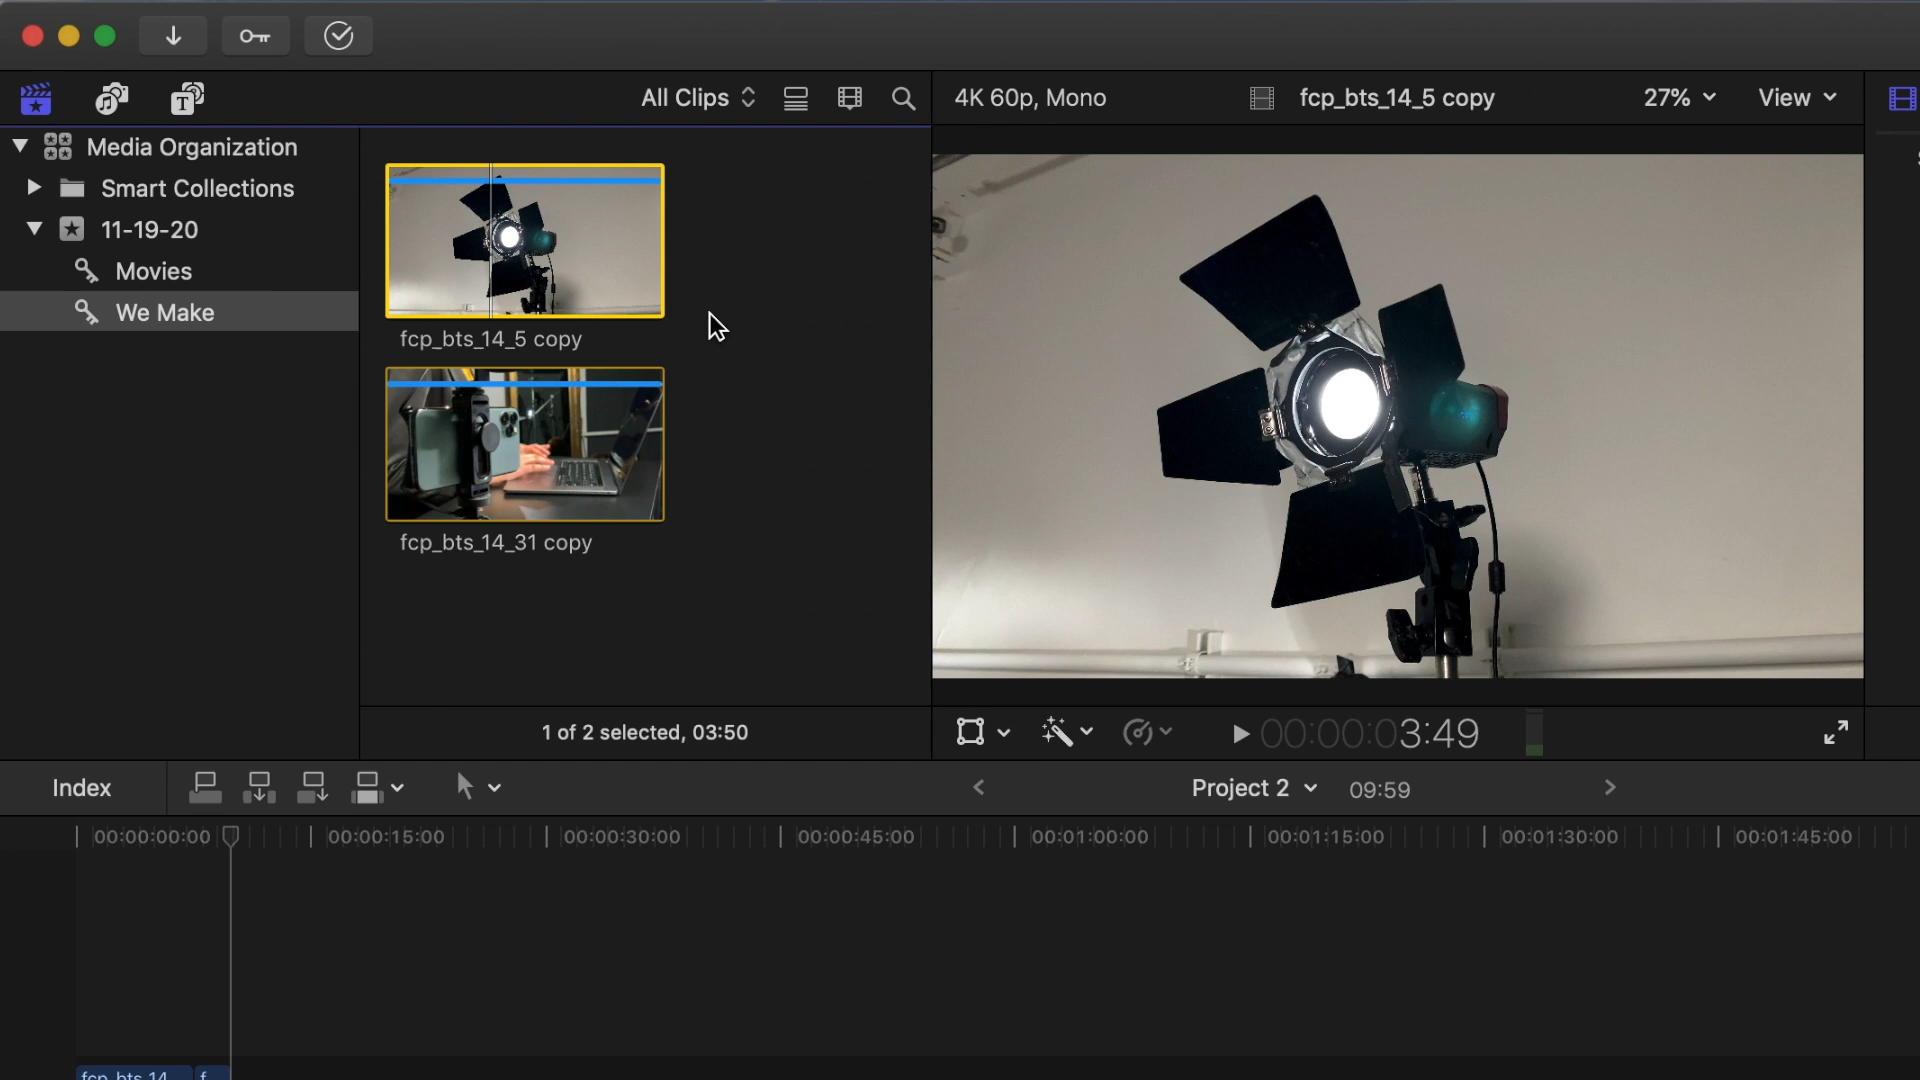 All Clips
4K 60p, Mono
fcp_bts_14_5 copy
27%
View
Media Organization
Smart Collections
11-19-20
Movies
We Make
fcp_bts_14_5 copy
fcp_bts_14_31 copy
1 of 2 selected, 03:50
00:00:03:49
Index
Project 2
09:59
00:00:00:00
00:00:15:00
00:00:30:00
00:00:45:00
00:01:00:00
00:01:15:00
00:01:30:00
00:01:45:00
fcp_bts_14
f